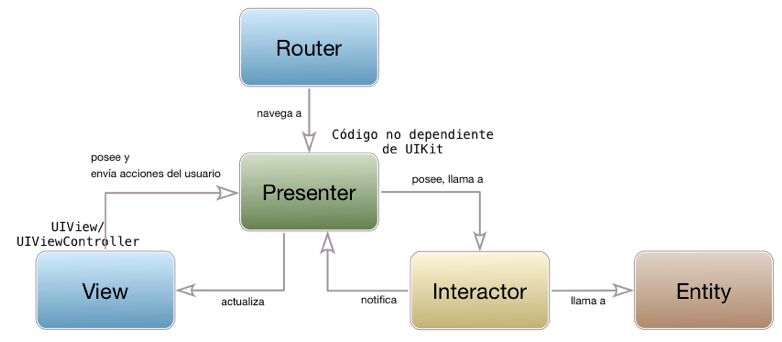 Router
navega a
Código no dependiente
de UIKit
posee y
envía acciones del usuario
Presenter
posee, llama a
UIView/
UIViewController
View
actualiza
notifica
Interactor
llama a
Entity